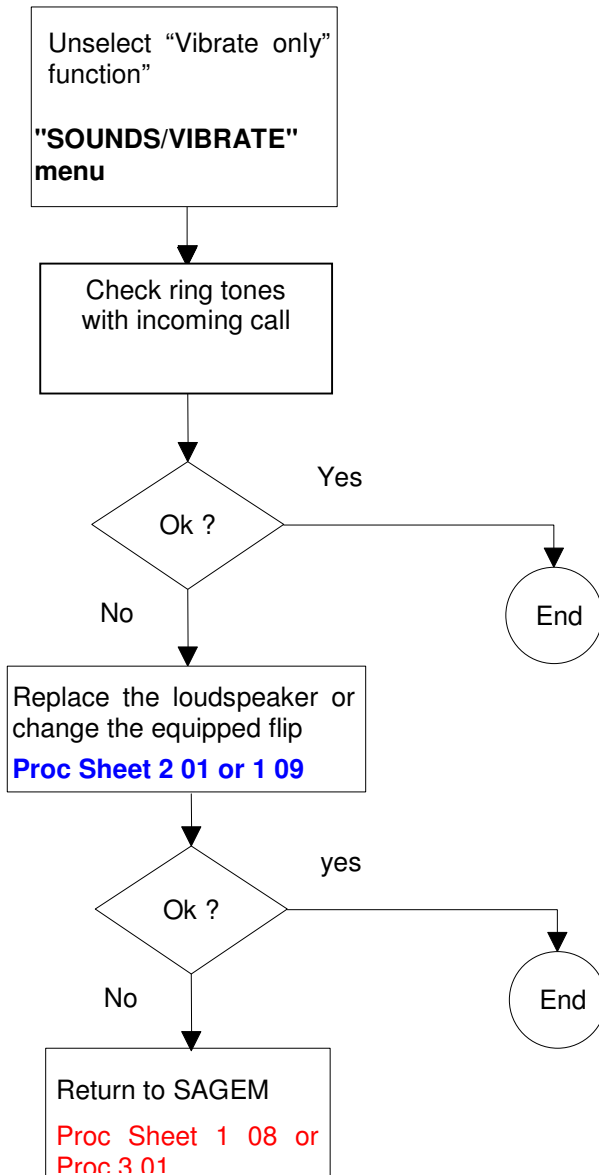 Unselect “Vibrate only”
function”
"SOUNDS/VIBRATE"
menu
Check ring tones
with incoming call
Ok ?
Yes
End
No
Replace the loudspeaker or
change the equipped flip
Proc Sheet 2 01 or 1 09
Ok ?
yes
End
No
Return to SAGEM
Proc Sheet 1 08 or
Proc 3 01